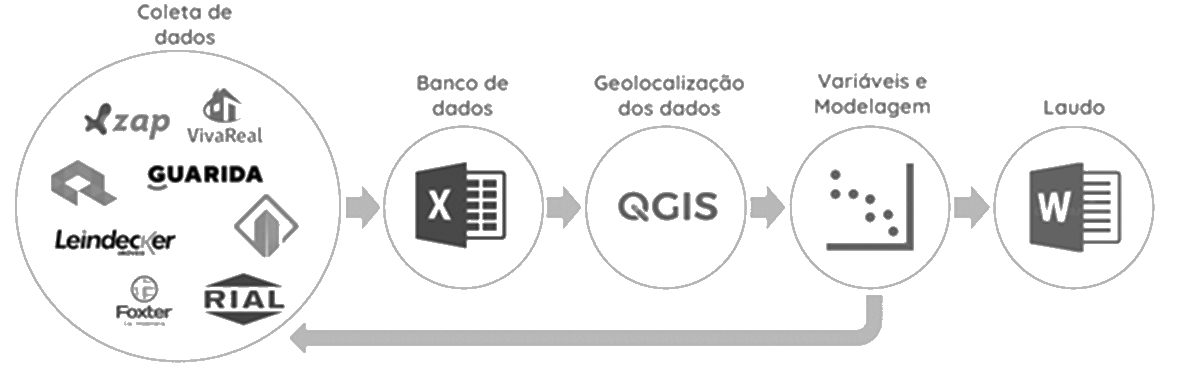 Coleta de
dados
zap
VivaReal
GUARIDA
Leindecker
Foxter
RIAL
Banco de
dados
X
Geolocalização
dos dados
QGIS
Variáveis e
Modelagem
Laudo
W